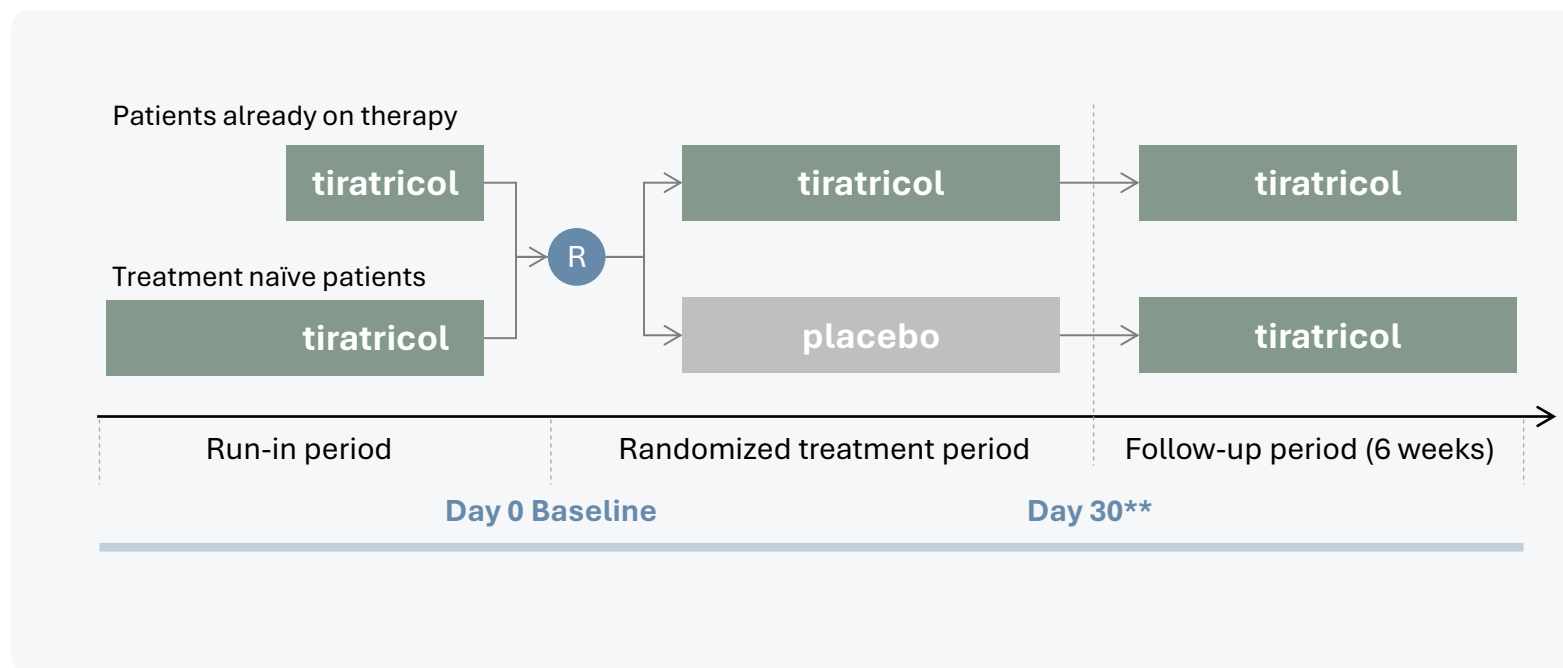 Patients already on therapy
tiratricol
tiratricol
tiratricol
R
Treatment naïve patients
tiratricol
placebo
tiratricol
Run-in period
Randomized treatment period
Follow-up period (6 weeks)
Day 0 Baseline
Day 30**